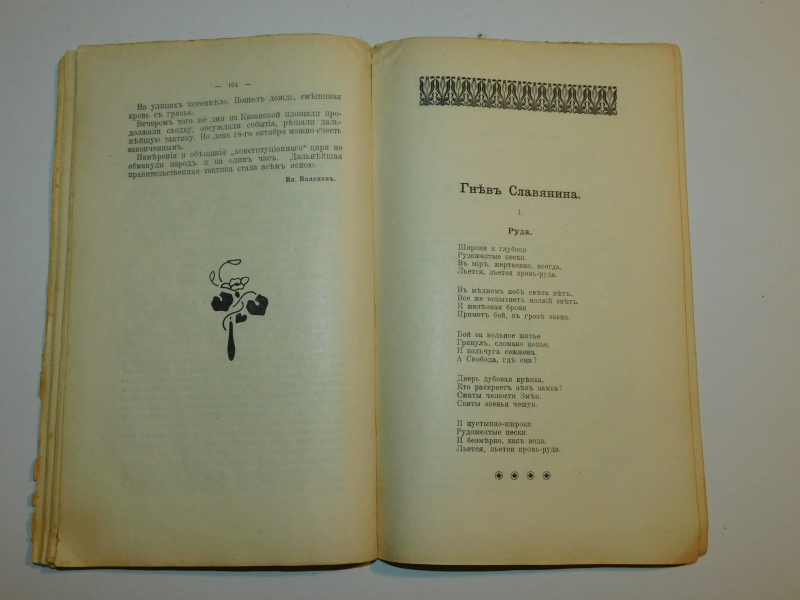 — 104 —
На улицахъ потемнѣло. Пошелъ дождь, смѣшивая
кровь съ грязью.
Вечеромъ того же дня на Казанской площади про-
должали сходку, обсуждали событія, рѣшали даль-
нѣйшую тактику. Но день 18-го октября можно счесть
законченнымъ.
Намѣренія и обѣщанія „конституціоннаго“ царя не
обманули народъ и на одинъ часъ. Дальнѣйшая
правительственная тактика стала всѣмъ ясною.
Вл. Волоховъ.
Гнѣвъ Славянина.
1.
Руда.
Широки и глубоки
Рудожелтые пески.
Въ мірѣ, жертвенно, всегда,
Льется, льется кровь-руда.
Въ мѣдномъ небѣ свѣта нѣтъ,
Все же вспыхнетъ молній свѣтъ
И желѣзная броня
Приметъ бой, въ грозѣ звеня.
Бой за вольное житье
Грянулъ, сломано копье,
И кольчуга сожжена,
А Свобода, гдѣ она?
Дверь дубовая крѣпка,
Кто раскроетъ зѣвъ замка?
Сжаты челюсти Змѣи,
Свиты звенья чешуи.
И пустынно-широки
Рудожелтые пески.
И безмѣрно, какъ вода,
Льется, льется кровь-руда.